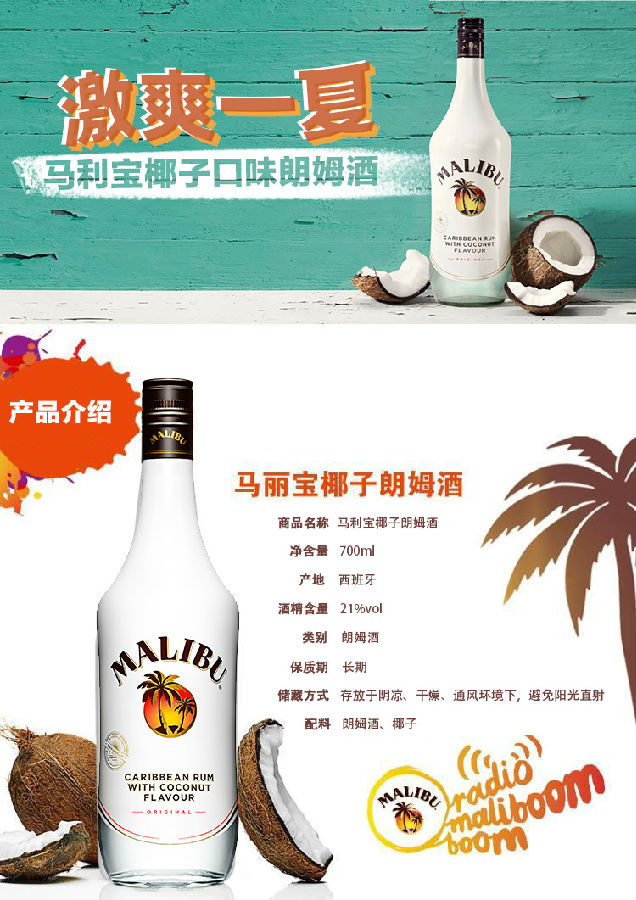 激爽一夏
马利宝椰子口味朗姆酒
MALIBU
CARIBBEAN RUM
WITH COCONUT
FLAVOUR
ORIGINAL
产品介绍
MALIBU
马丽宝椰子朗姆酒
商品名称 马利宝椰子朗姆酒
净含量 700ml
产地 西班牙
酒精含量 21%vol
类别 朗姆酒
保质期 长期
储藏方式 存放于阴凉、干燥、通风环境下，避免阳光直射
配料 朗姆酒、椰子
MALIBU
CARIBBEAN RUM
WITH COCONUT
FLAVOUR
ORIGINAL
MALIBU
radio
maliboom
boom